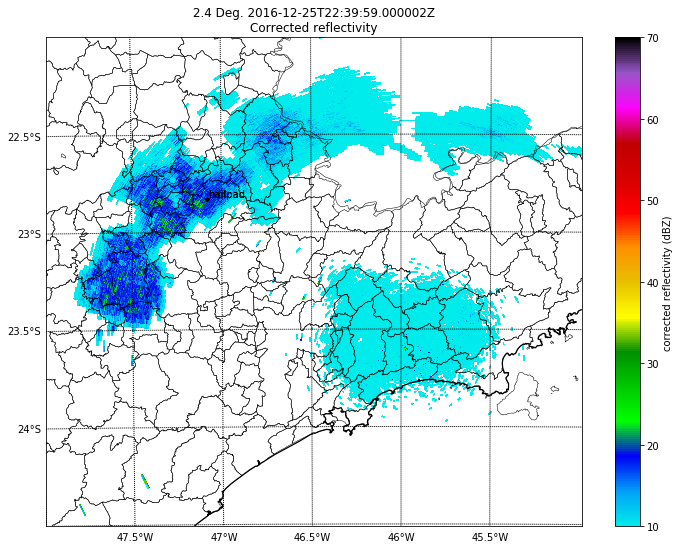 2.4 Deg. 2016-12-25T22:39:59.000002Z
Corrected reflectivity
22.5°S
23°S
23.5°S
24°S
47.5°W
47°W
46.5°W
46°W
45.5°W
hailpad
70
60
50
40
30
20
10
corrected reflectivity (dBZ)